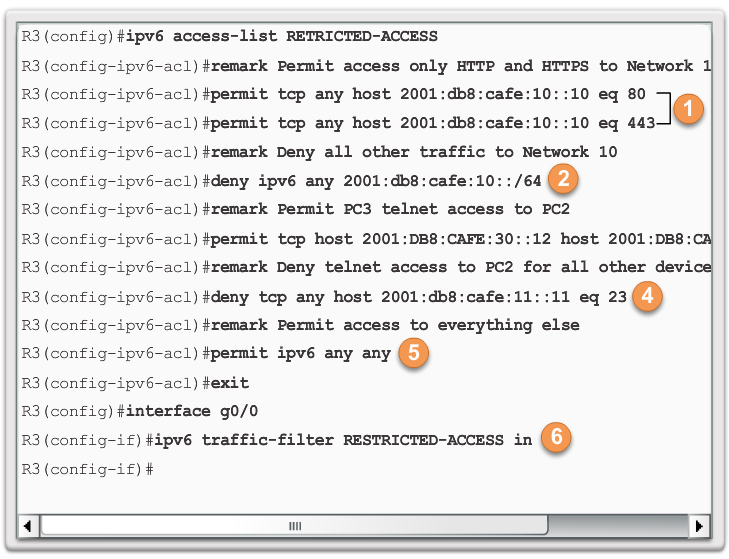 R3(config)#ipv6 access-list RETRICTED-ACCESS
R3(config-ipv6-acl)#remark Permit access only HTTP and HTTPS to Network 1
R3(config-ipv6-acl)#permit tcp any host 2001:db8:cafe:10::10 eq 80
1
R3(config-ipv6-acl)#permit tcp any host 2001:db8:cafe:10::10 eq 443
R3(config-ipv6-acl)#remark Deny all other traffic to Network 10
R3(config-ipv6-acl)#deny ipv6 any 2001:db8:cafe:10::/64 2
R3(config-ipv6-acl)#remark Permit PC3 telnet access to PC2
R3(config-ipv6-acl)#permit tcp host 2001:DB8:CAFE:30::12 host 2001:DB8:CA
R3(config-ipv6-acl)#remark Deny telnet access to PC2 for all other device
R3(config-ipv6-acl)#deny tcp any host 2001:db8:cafe:11::11 eq 23 4
R3(config-ipv6-acl)#remark Permit access to everything else
R3(config-ipv6-acl)#permit ipv6 any any 5
R3(config-ipv6-acl)#exit
R3(config)#interface g0/0
R3(config-if)#ipv6 traffic-filter RESTRICTED-ACCESS in 6
R3(config-if)#